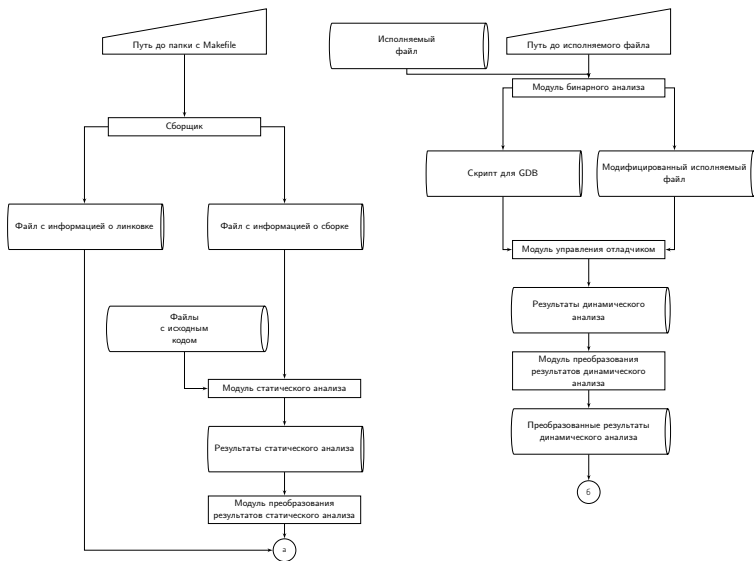 Путь до папки с Makefile
Сборщик
Файл с информацией о линковке
Файл с информацией о сборке
Файлы
с исходным
кодом
Модуль статического анализа
Результаты статического анализа
Модуль преобразования
результатов статического анализа
а
Исполняемый
файл
Путь до исполняемого файла
Модуль бинарного анализа
Скрипт для GDB
Модифицированный исполняемый
файл
Модуль управления отладчиком
Результаты динамического
анализа
Модуль преобразования
результатов динамического
анализа
Преобразованные результаты
динамического анализа
б